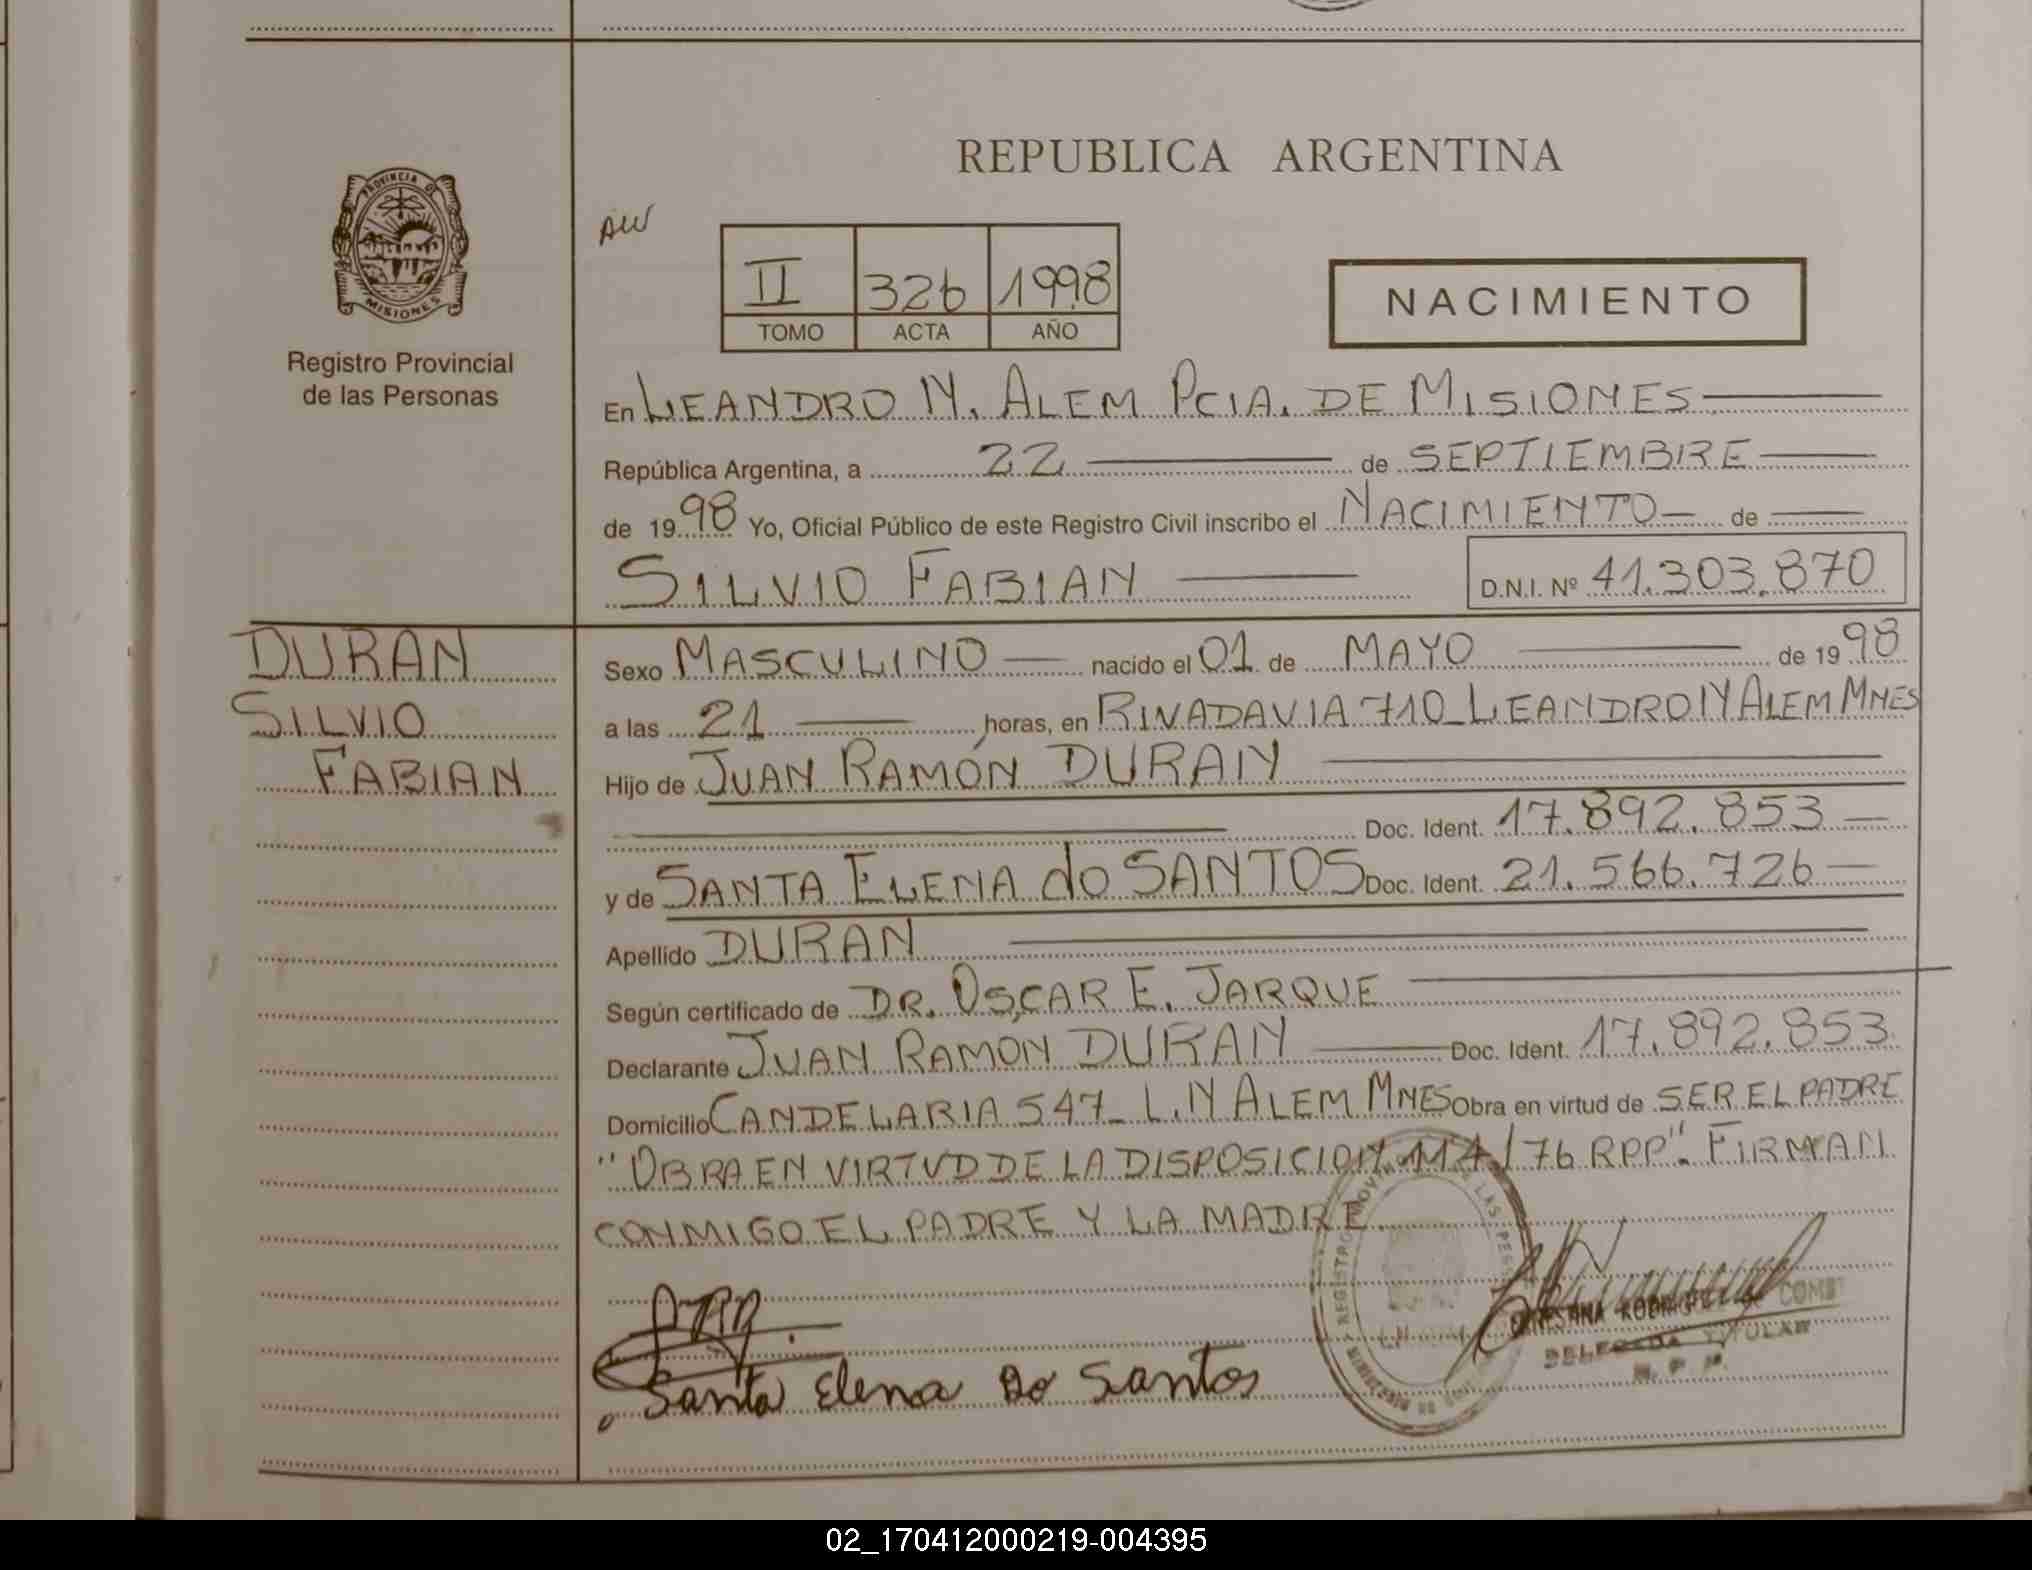 REPUBLICA ARGENTINA
PROVINCIA DE
MISIONES
Registro Provincial
de las Personas
AW
II 326 1998
TOMO ACTA AÑO
NACIMIENTO
En LEANDRO N. ALEM PCIA. DE MISIONES
República Argentina, a 22 de SEPTIEMBRE
de 1998 Yo, Oficial Público de este Registro Civil inscribo el NACIMIENTO de
SILVIO FABIAN D.N.I. Nº 41.303.870
DURAN
SILVIO
FABIAN
Sexo MASCULINO nacido el 01 de MAYO de 1998
a las 21 horas, en RIVADAVIA 710_LEANDRO N ALEM MNES
Hijo de JUAN RAMÓN DURAN
Doc. Ident. 17.892.853
y de SANTA ELENA do SANTOS Doc. Ident. 21.566.726
Apellido DURAN
Según certificado de DR. OSCAR E. JARQUE
Declarante JUAN RAMÓN DURAN Doc. Ident. 17.892.853
Domicilio CANDELARIA 547_L.N ALEM MNES Obra en virtud de SER EL PADRE
"OBRA EN VIRTUD DE LA DISPOSICION 114/76 RPP". FIRMAN
CONMIGO EL PADRE Y LA MADRE.
Santa Elena Do Santos
DELEGADA TITULAR
02_170412000219-004395